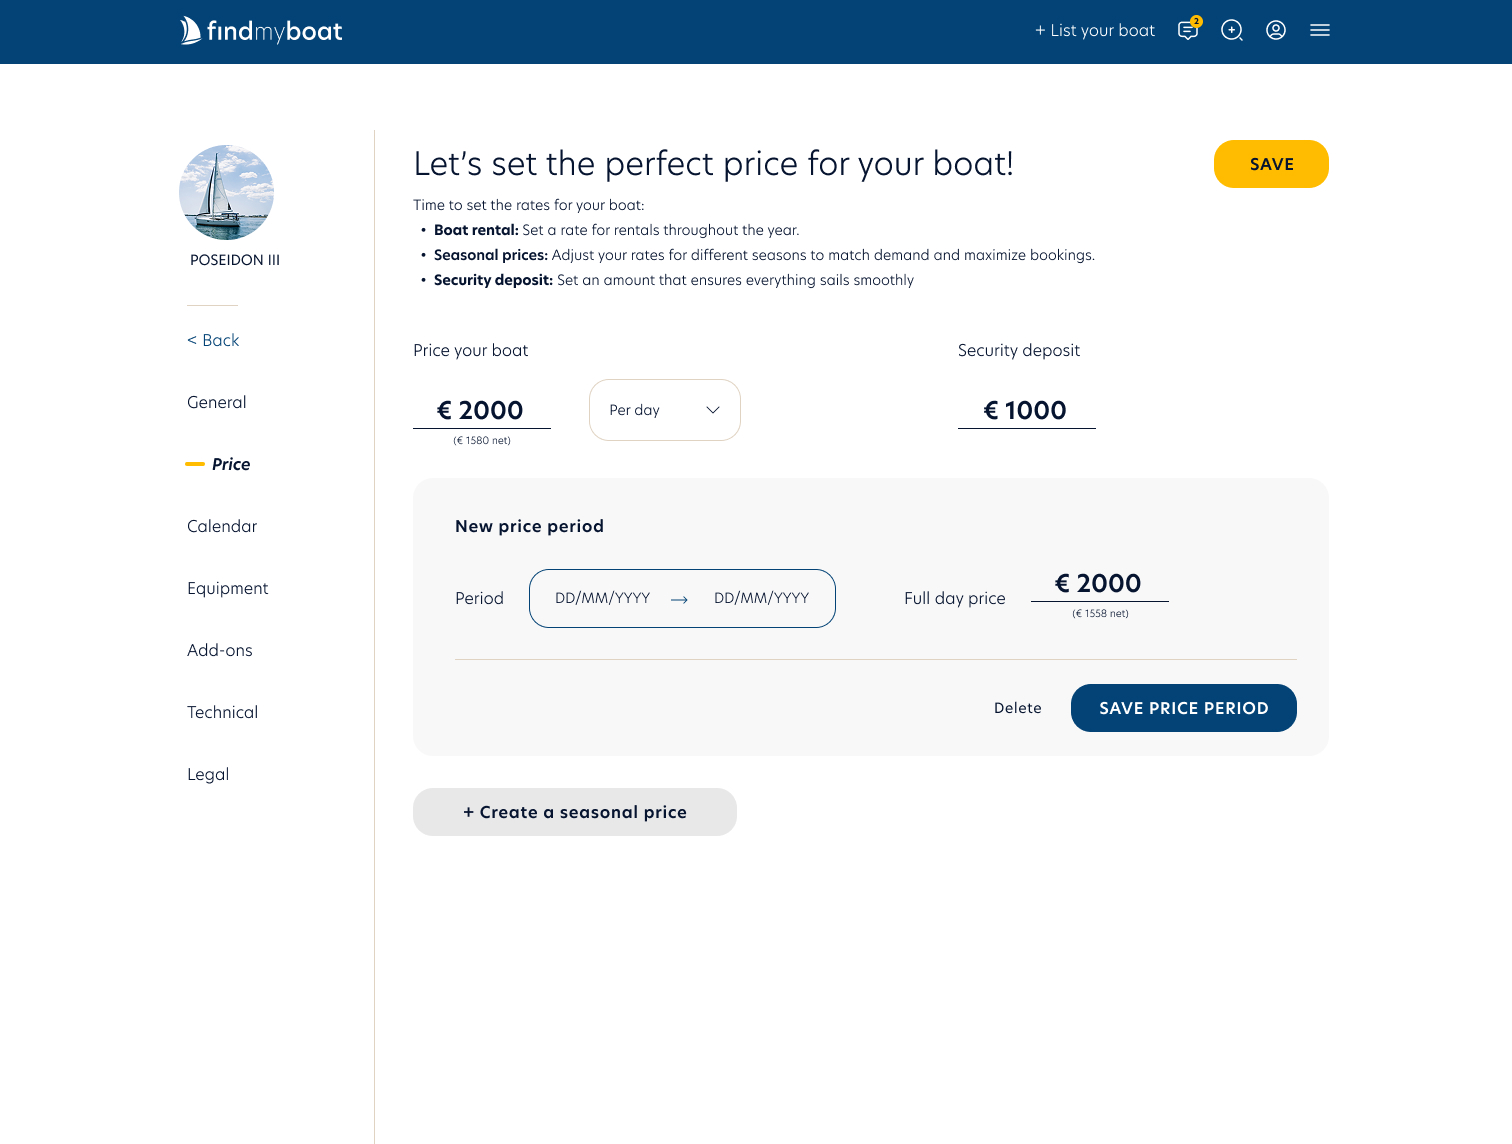 findmyboat
+ List your boat
2
POSEIDON III
< Back
General
Price
Calendar
Equipment
Add-ons
Technical
Legal
Let's set the perfect price for your boat!
SAVE
Time to set the rates for your boat:
• Boat rental: Set a rate for rentals throughout the year.
• Seasonal prices: Adjust your rates for different seasons to match demand and maximize bookings.
• Security deposit: Set an amount that ensures everything sails smoothly
Price your boat
€ 2000
(€ 1580 net)
Per day
Security deposit
€ 1000
New price period
Period
DD/MM/YYYY → DD/MM/YYYY
Full day price
€ 2000
(€ 1558 net)
Delete
SAVE PRICE PERIOD
+ Create a seasonal price